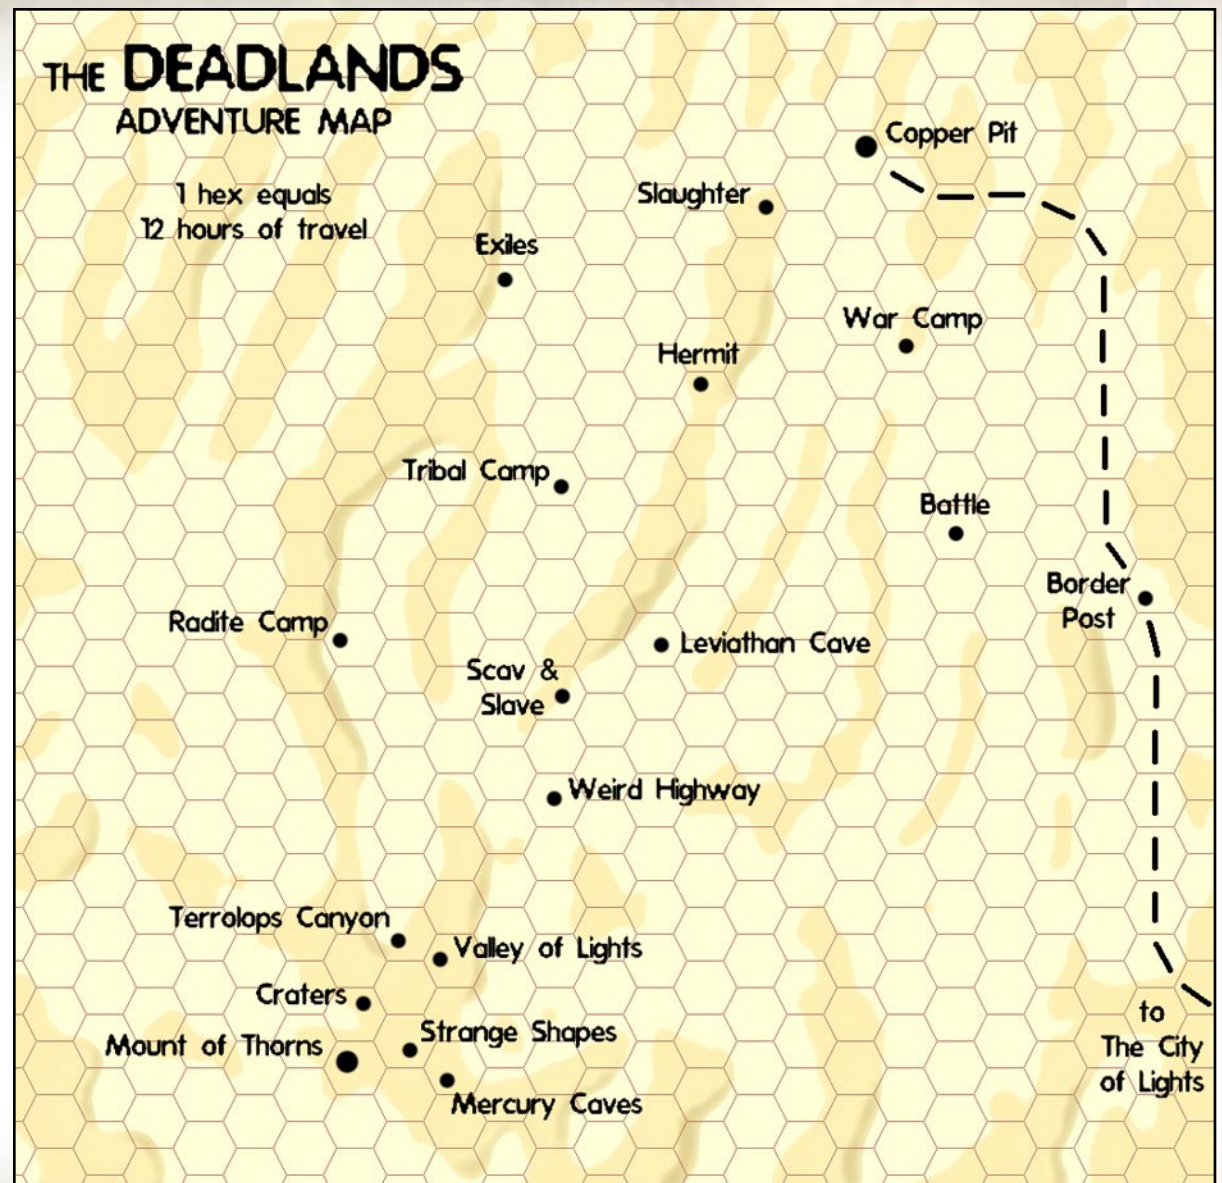 THE DEADLANDS
ADVENTURE MAP
1 hex equals
12 hours of travel
Copper Pit
Slaughter
Exiles
War Camp
Hermit
Tribal Camp
Battle
Border
Post
Radite Camp
Leviathan Cave
Scav &
Slave
Weird Highway
Terrolops Canyon
Valley of Lights
Craters
Strange Shapes
Mount of Thorns
Mercury Caves
to
The City
of Lights